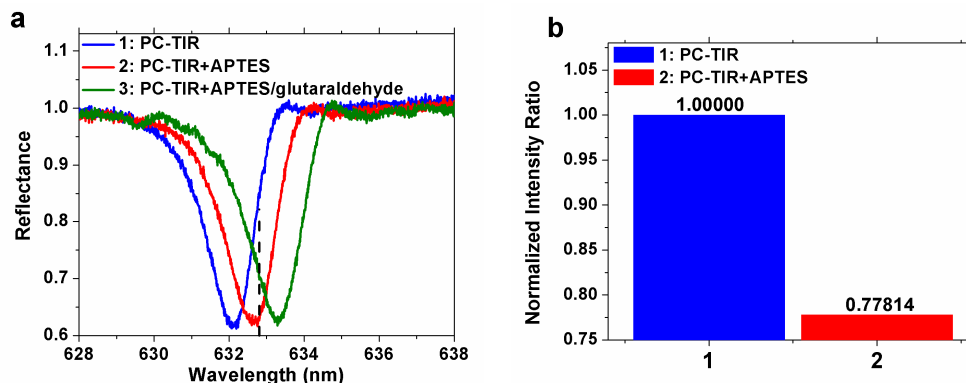 a
1: PC-TIR
2: PC-TIR+APTES
3: PC-TIR+APTES/glutaraldehyde
1.1
1.0
0.9
0.8
0.7
0.6
Reflectance
628 630 632 634 636 638
Wavelength (nm)
b
1: PC-TIR
2: PC-TIR+APTES
1.00000
0.77814
1.05
1.00
0.95
0.90
0.85
0.80
0.75
Normalized Intensity Ratio
1 2